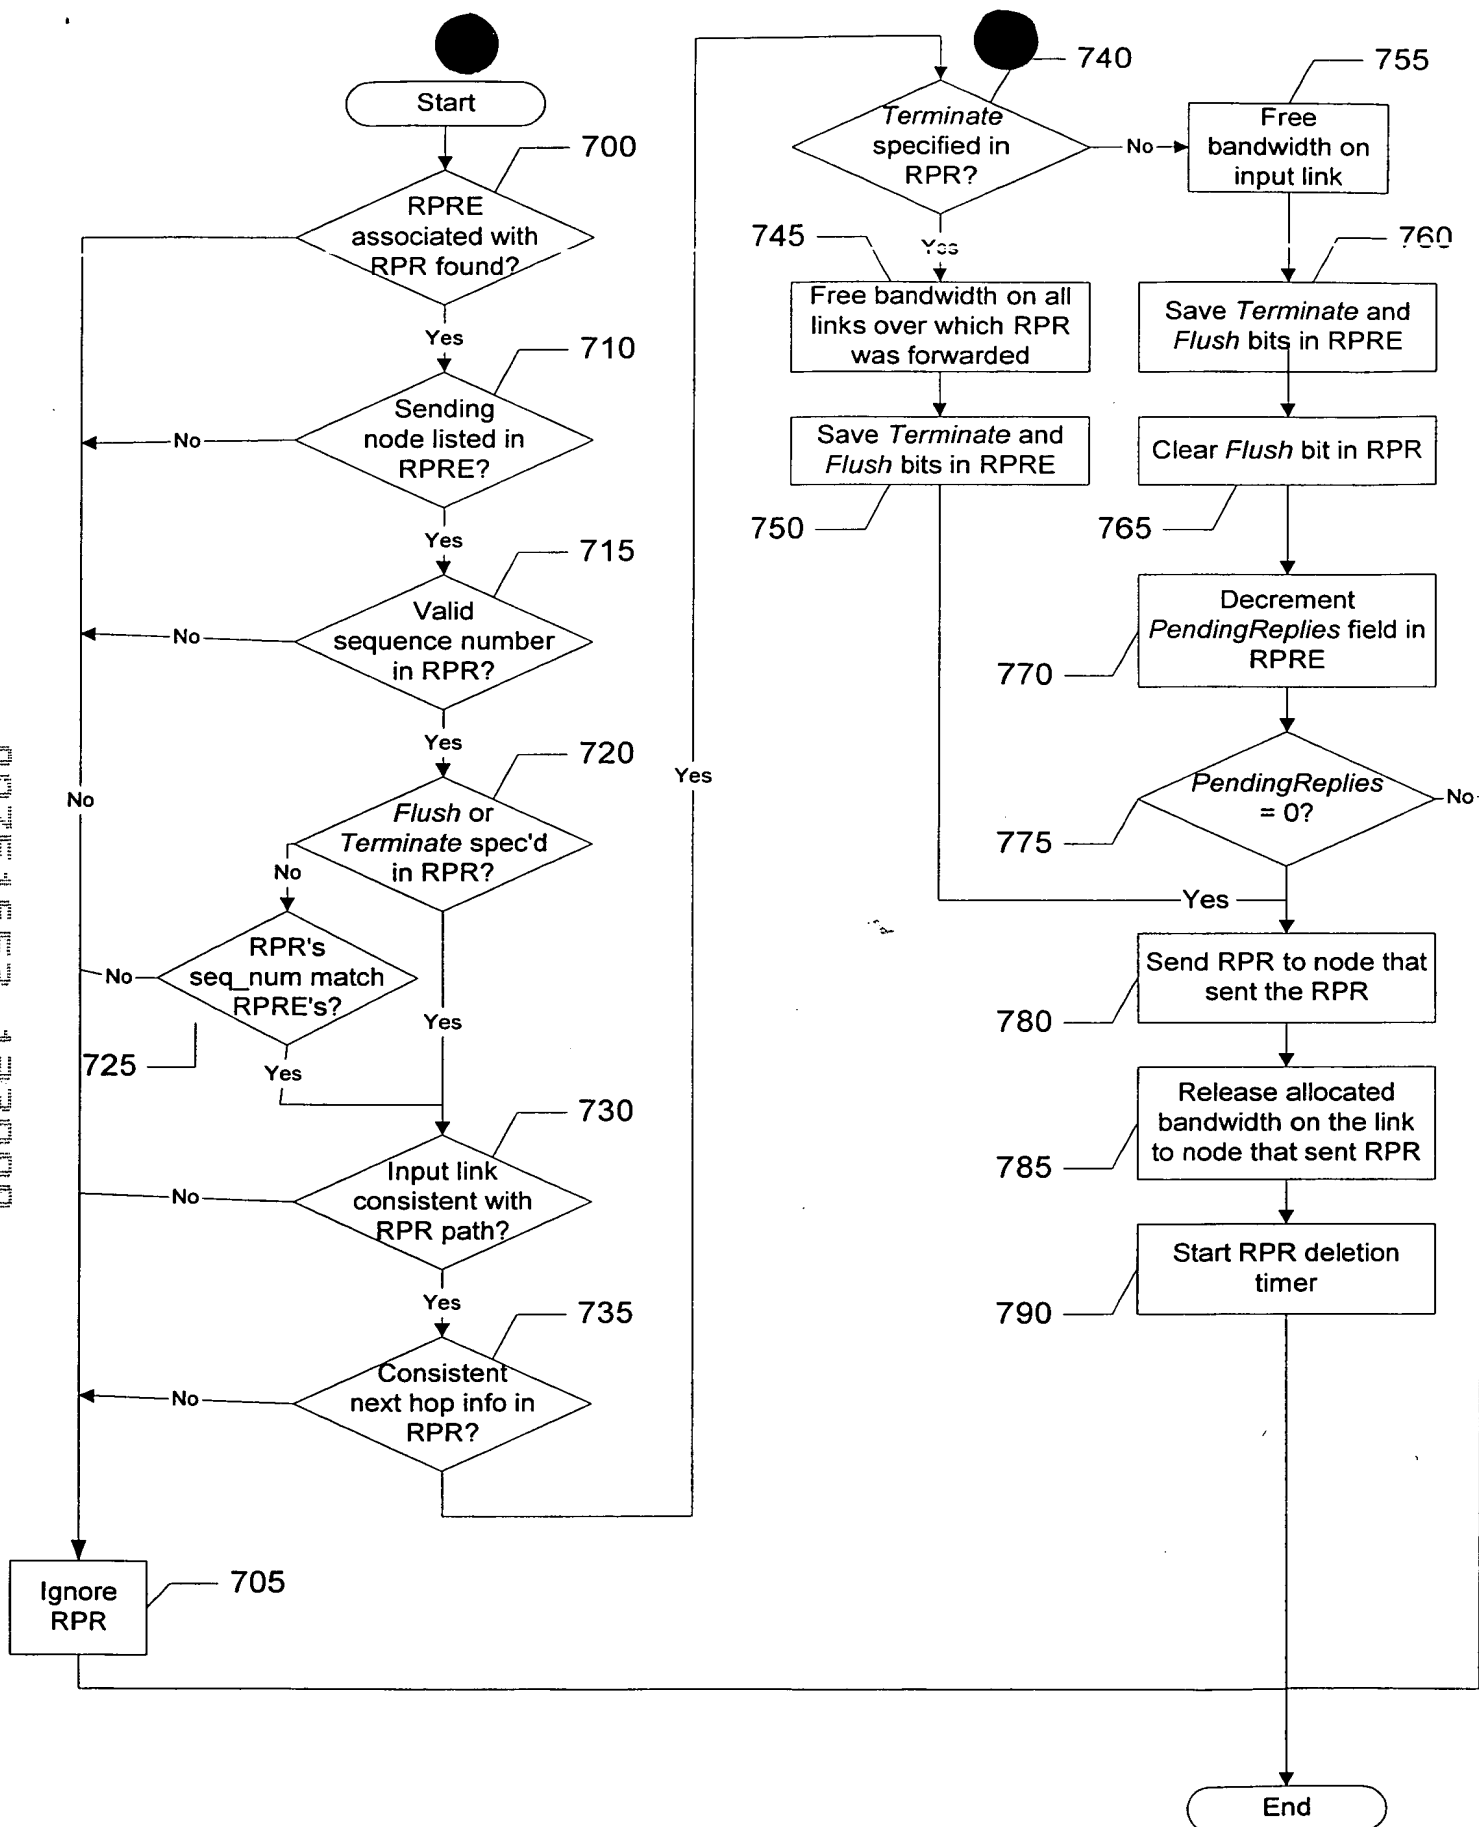 Start
700
RPRE
associated with
RPR found?
Yes
710
Sending
node listed in
RPRE?
No
Yes
715
Valid
sequence number
in RPR?
No
Yes
720
Flush or
Terminate spec'd
in RPR?
No
No
RPR's
seq_num match
RPRE's?
No
Yes
725
Yes
730
Input link
consistent with
RPR path?
No
Yes
735
Consistent
next hop info in
RPR?
No
Yes
Ignore
RPR
705
740
Terminate
specified in
RPR?
No
Yes
745
Free bandwidth on all
links over which RPR
was forwarded
Save Terminate and
Flush bits in RPRE
750
755
Free
bandwidth on
input link
760
Save Terminate and
Flush bits in RPRE
Clear Flush bit in RPR
765
Decrement
PendingReplies field in
RPRE
770
PendingReplies
= 0?
No
775
Yes
Send RPR to node that
sent the RPR
780
Release allocated
bandwidth on the link
to node that sent RPR
785
Start RPR deletion
timer
790
End